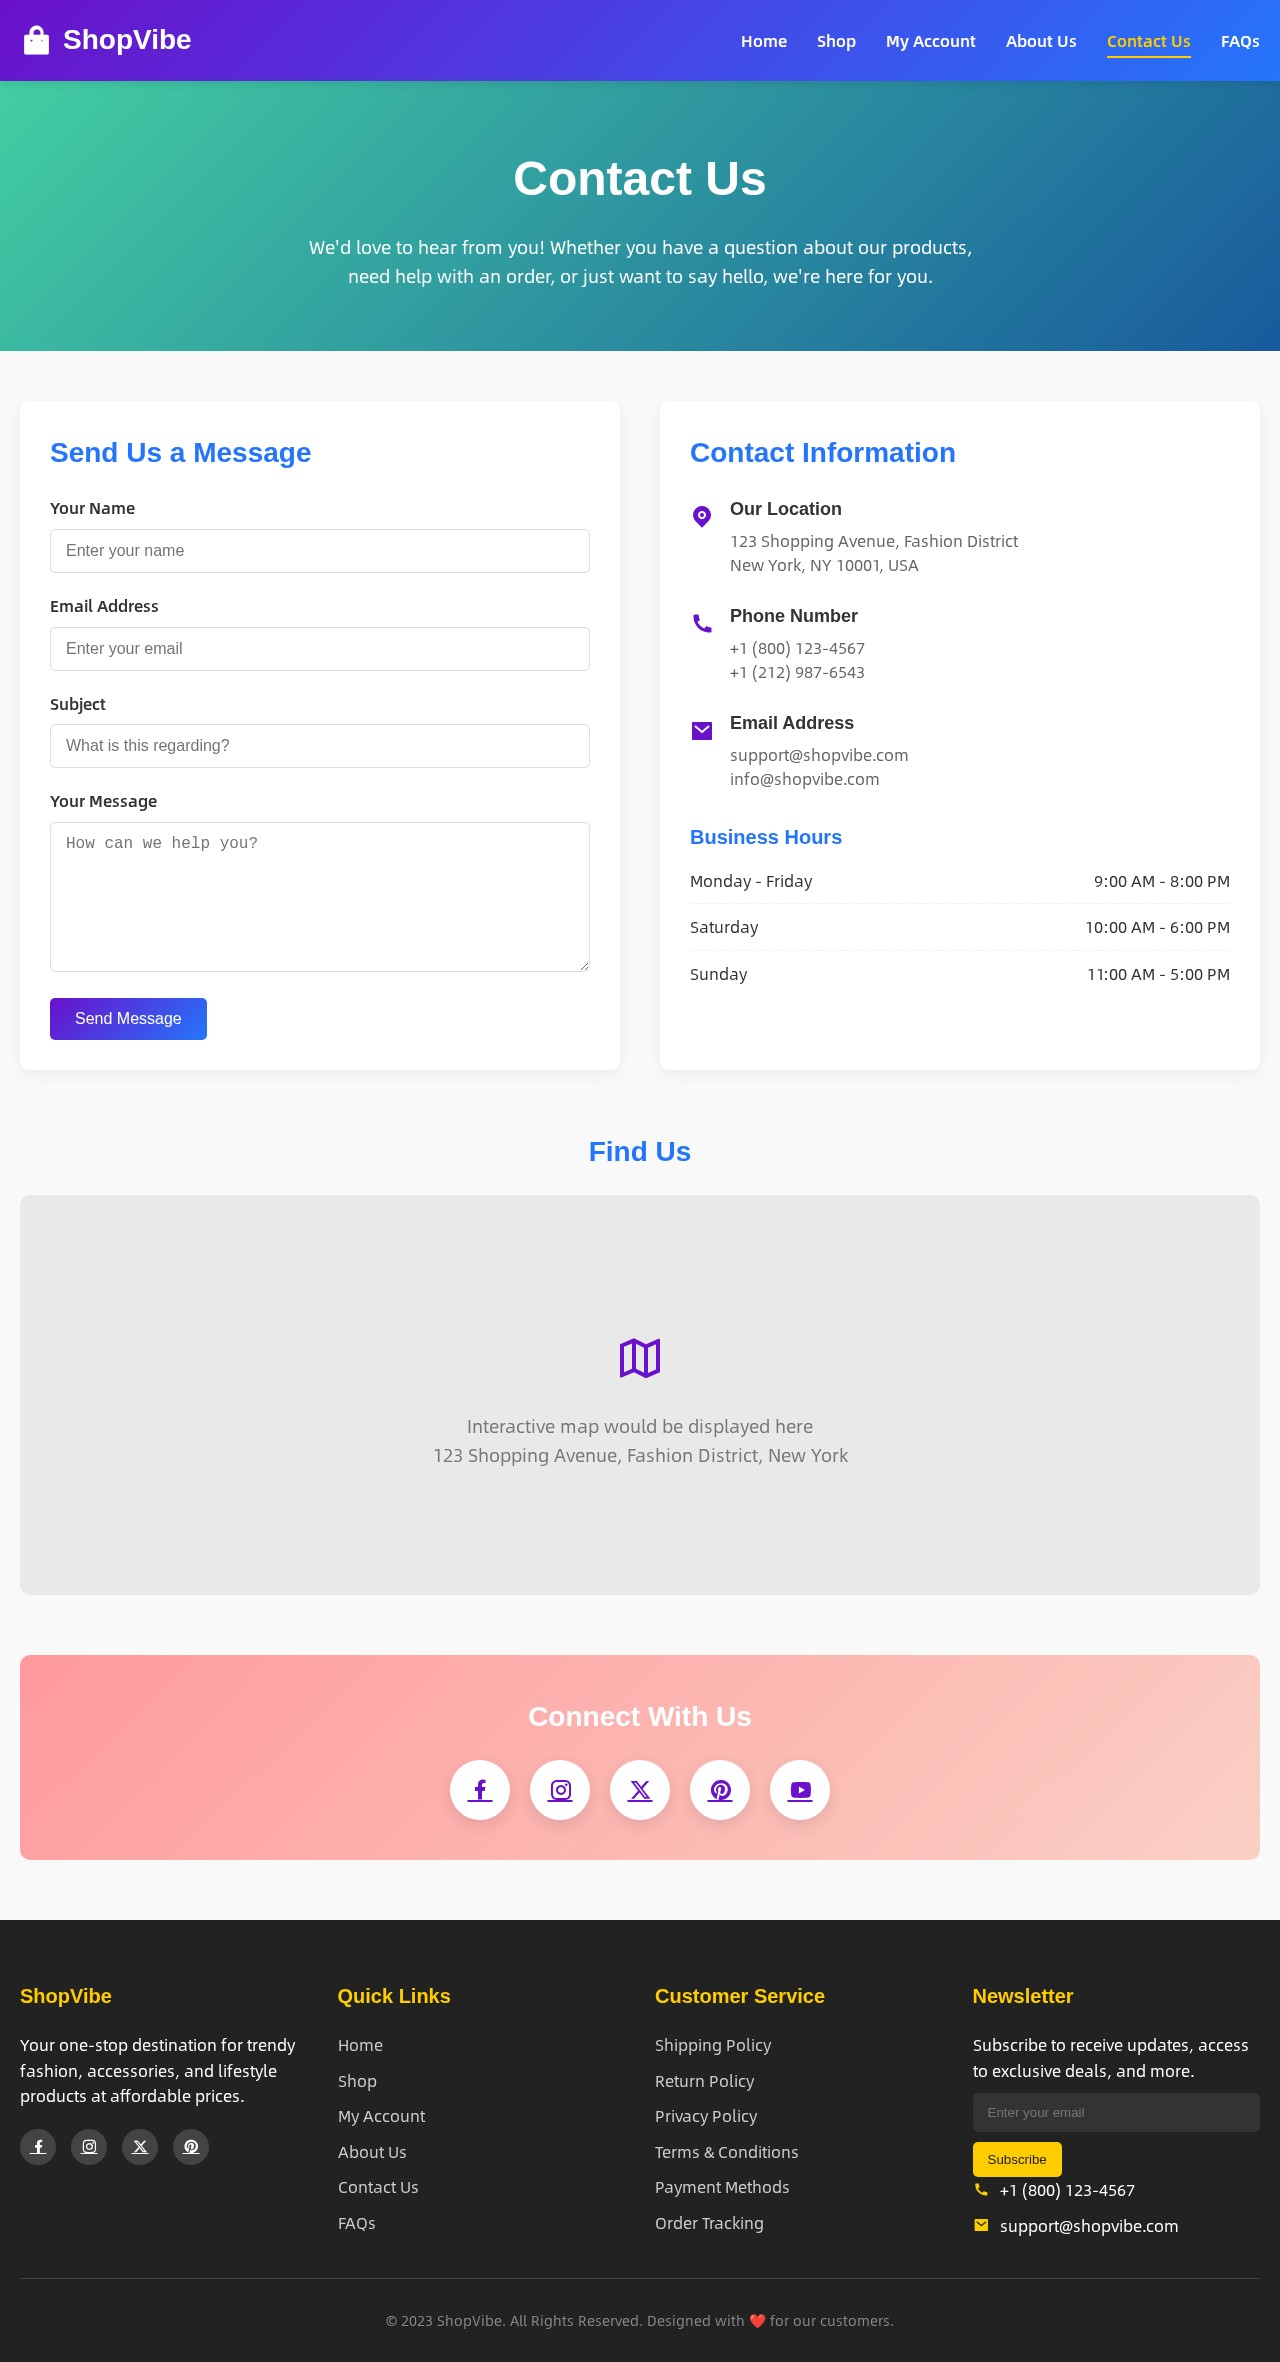 ShopVibe
Home
Shop
My Account
About Us
Contact Us
FAQs
Contact Us
We'd love to hear from you! Whether you have a question about our products,
need help with an order, or just want to say hello, we're here for you.
Send Us a Message
Your Name
Enter your name
Email Address
Enter your email
Subject
What is this regarding?
Your Message
How can we help you?
Send Message
Contact Information
Our Location
123 Shopping Avenue, Fashion District
New York, NY 10001, USA
Phone Number
+1 (800) 123-4567
+1 (212) 987-6543
Email Address
support@shopvibe.com
info@shopvibe.com
Business Hours
Monday - Friday 9:00 AM - 8:00 PM
Saturday 10:00 AM - 6:00 PM
Sunday 11:00 AM - 5:00 PM
Find Us
Interactive map would be displayed here
123 Shopping Avenue, Fashion District, New York
Connect With Us
ShopVibe
Your one-stop destination for trendy
fashion, accessories, and lifestyle
products at affordable prices.
Quick Links
Home
Shop
My Account
About Us
Contact Us
FAQs
Customer Service
Shipping Policy
Return Policy
Privacy Policy
Terms & Conditions
Payment Methods
Order Tracking
Newsletter
Subscribe to receive updates, access
to exclusive deals, and more.
Enter your email
Subscribe
+1 (800) 123-4567
support@shopvibe.com
© 2023 ShopVibe. All Rights Reserved. Designed with ❤️ for our customers.